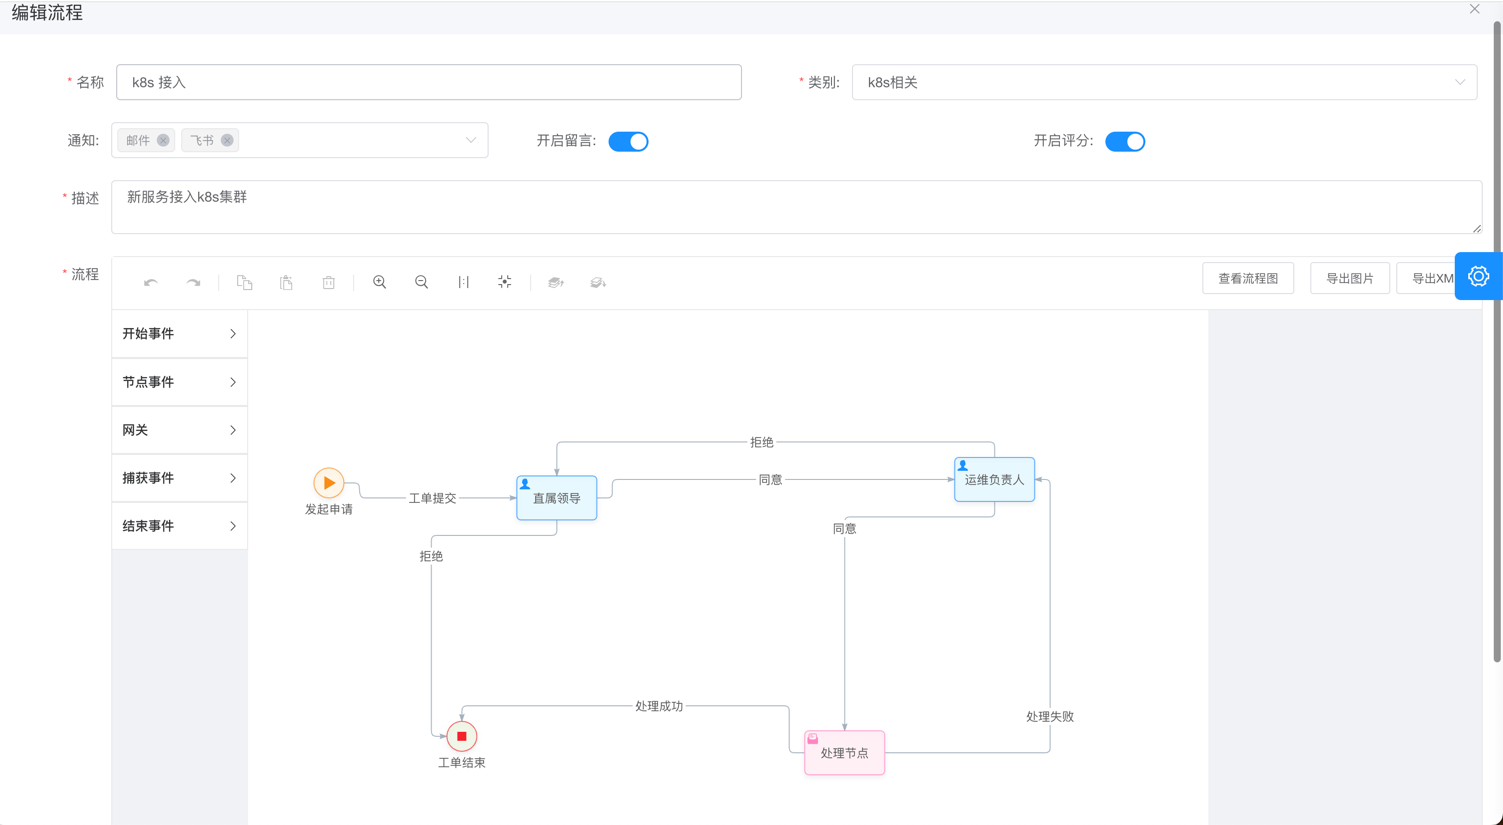 编辑流程
* 名称 k8s 接入
* 类别: k8s相关
通知: 邮件 飞书
开启留言:
开启评分:
* 描述 新服务接入k8s集群
* 流程
查看流程图
导出图片
导出XM
开始事件
节点事件
网关
捕获事件
结束事件
拒绝
运维负责人
同意
发起申请
工单提交
直属领导
同意
拒绝
处理成功
处理失败
工单结束
处理节点